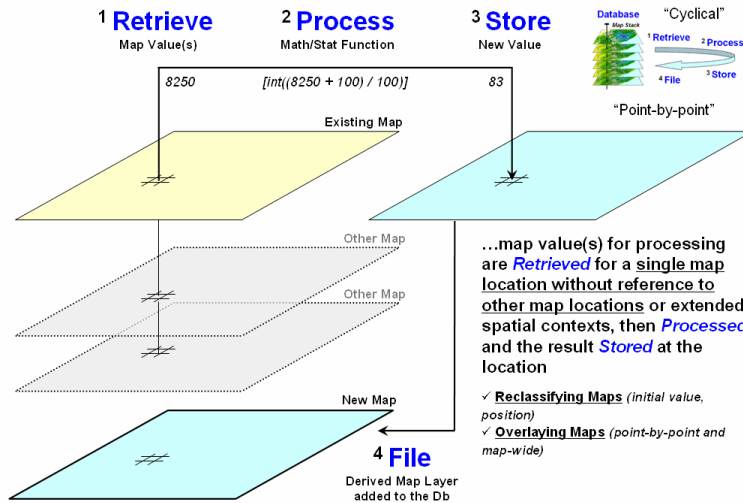 1 Retrieve
Map Value(s)
2 Process
Math/Stat Function
3 Store
New Value
Database
Map Stack
"Cyclical"
1 Retrieve
2 Process
3 Store
4 File
8250
[int((8250 + 100) / 100)]
83
"Point-by-point"
Existing Map
Other Map
Other Map
…map value(s) for processing
are Retrieved for a single map
location without reference to
other map locations or extended
spatial contexts, then Processed
and the result Stored at the
location
✓ Reclassifying Maps (initial value,
position)
✓ Overlaying Maps (point-by-point and
map-wide)
New Map
4 File
Derived Map Layer
added to the Db